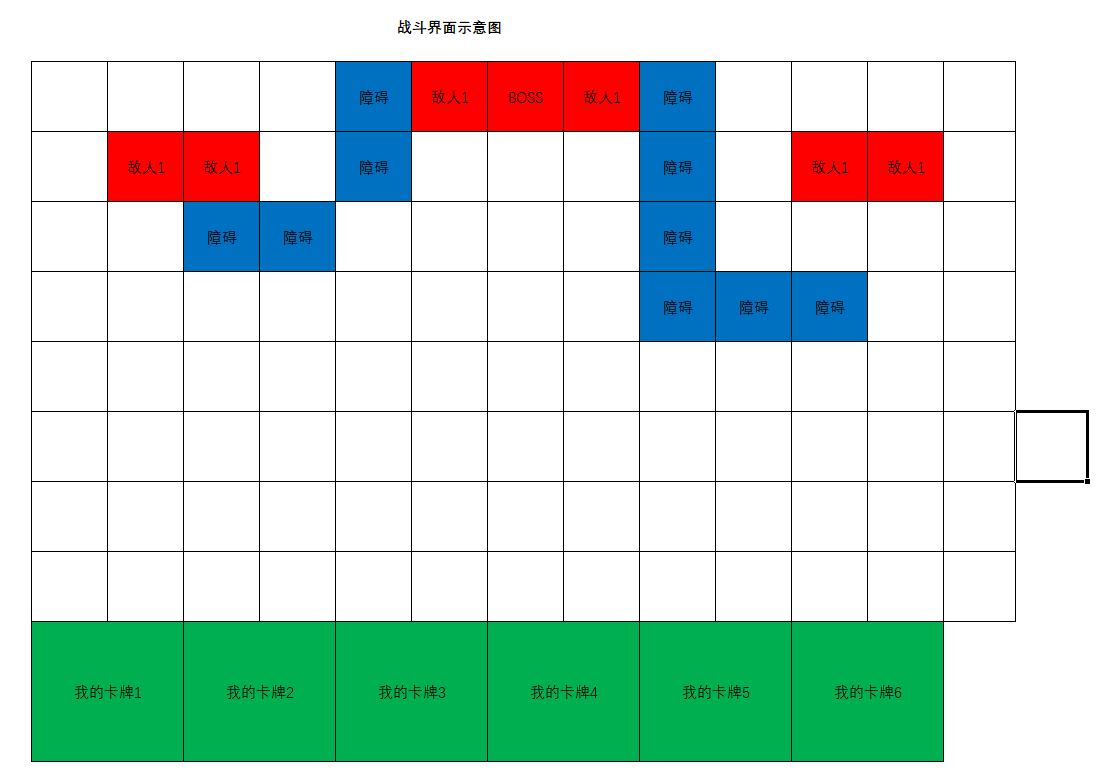 战斗界面示意图
障碍 敌人1 BOSS 敌人1 障碍
敌人1 敌人1 障碍 障碍 敌人1 敌人1
障碍 障碍 障碍
障碍 障碍 障碍
我的卡牌1 我的卡牌2 我的卡牌3 我的卡牌4 我的卡牌5 我的卡牌6